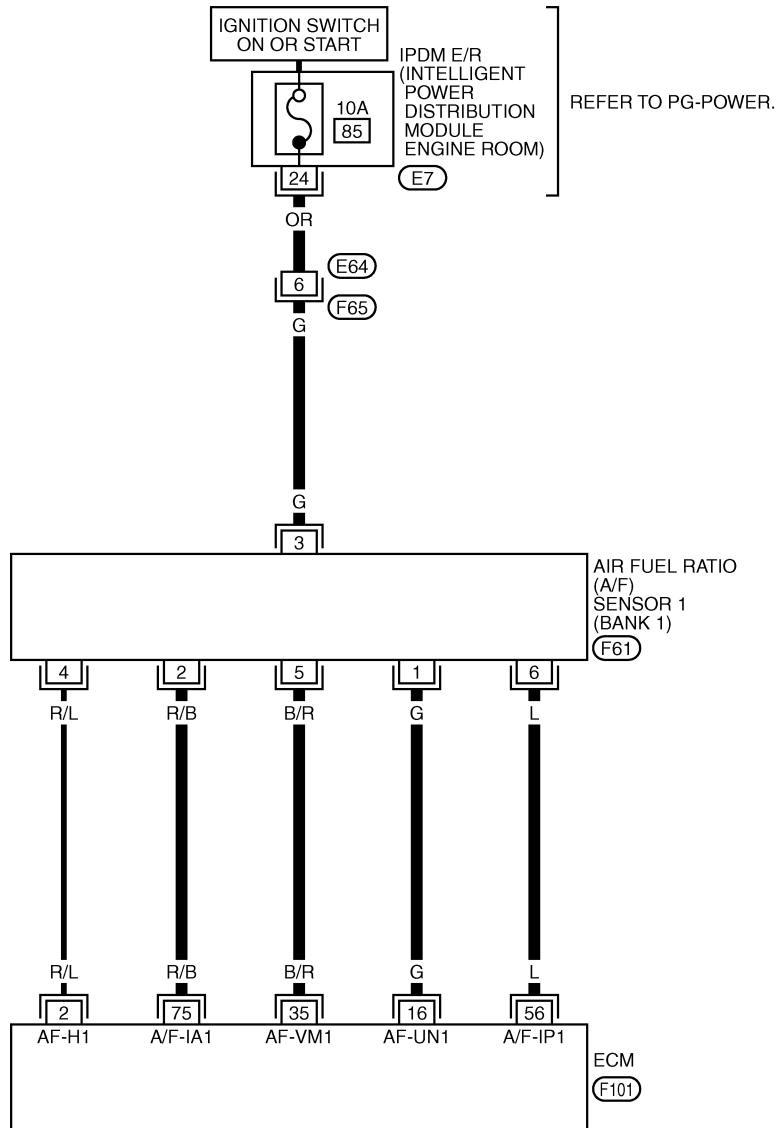 IGNITION SWITCH
ON OR START
IPDM E/R
(INTELLIGENT
POWER
DISTRIBUTION
MODULE
ENGINE ROOM)
REFER TO PG-POWER.
10A
85
24
E7
OR
E64
6
F65
G
G
3
AIR FUEL RATIO
(A/F)
SENSOR 1
(BANK 1)
F61
4 2 5 1 6
R/L R/B B/R G L
R/L R/B B/R G L
2 75 35 16 56
AF-H1 A/F-IA1 AF-VM1 AF-UN1 A/F-IP1
ECM
F101